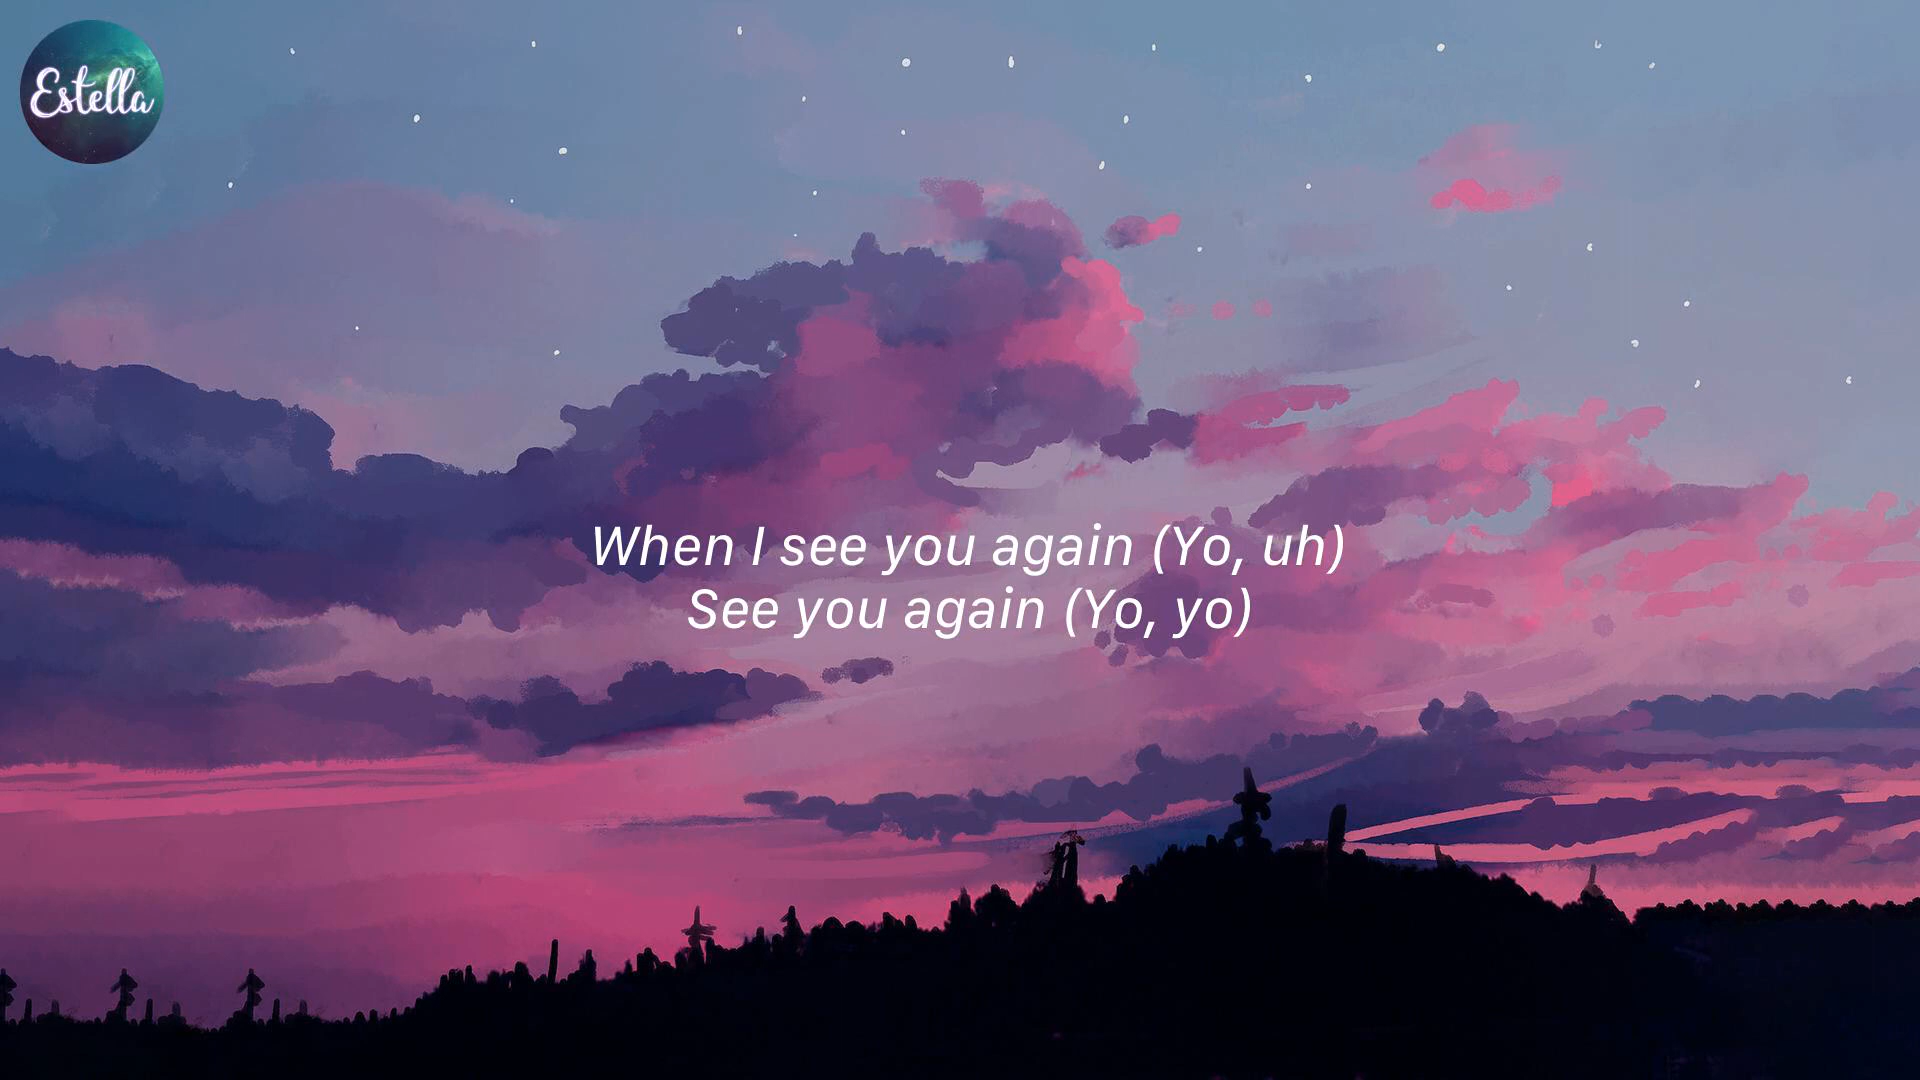 Estella
When I see you again (Yo, uh)
See you again (Yo, yo)